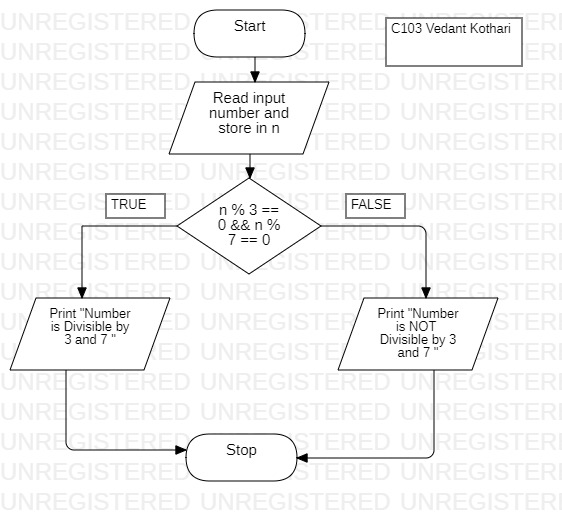 Start
C103 Vedant Kothari
Read input
number and
store in n
TRUE
FALSE
n % 3 ==
0 && n %
7 == 0
Print "Number
is Divisible by
3 and 7 "
Print "Number
is NOT
Divisible by 3
and 7 "
Stop
UNREGISTERED UNREGISTERED UNREGISTERED